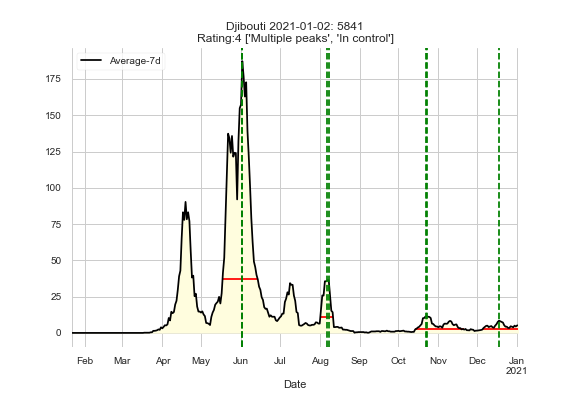 Djibouti 2021-01-02: 5841
Rating:4 ['Multiple peaks', 'In control']
Average-7d
175
150
125
100
75
50
25
0
Feb Mar Apr May Jun Jul Aug Sep Oct Nov Dec Jan
2021
Date